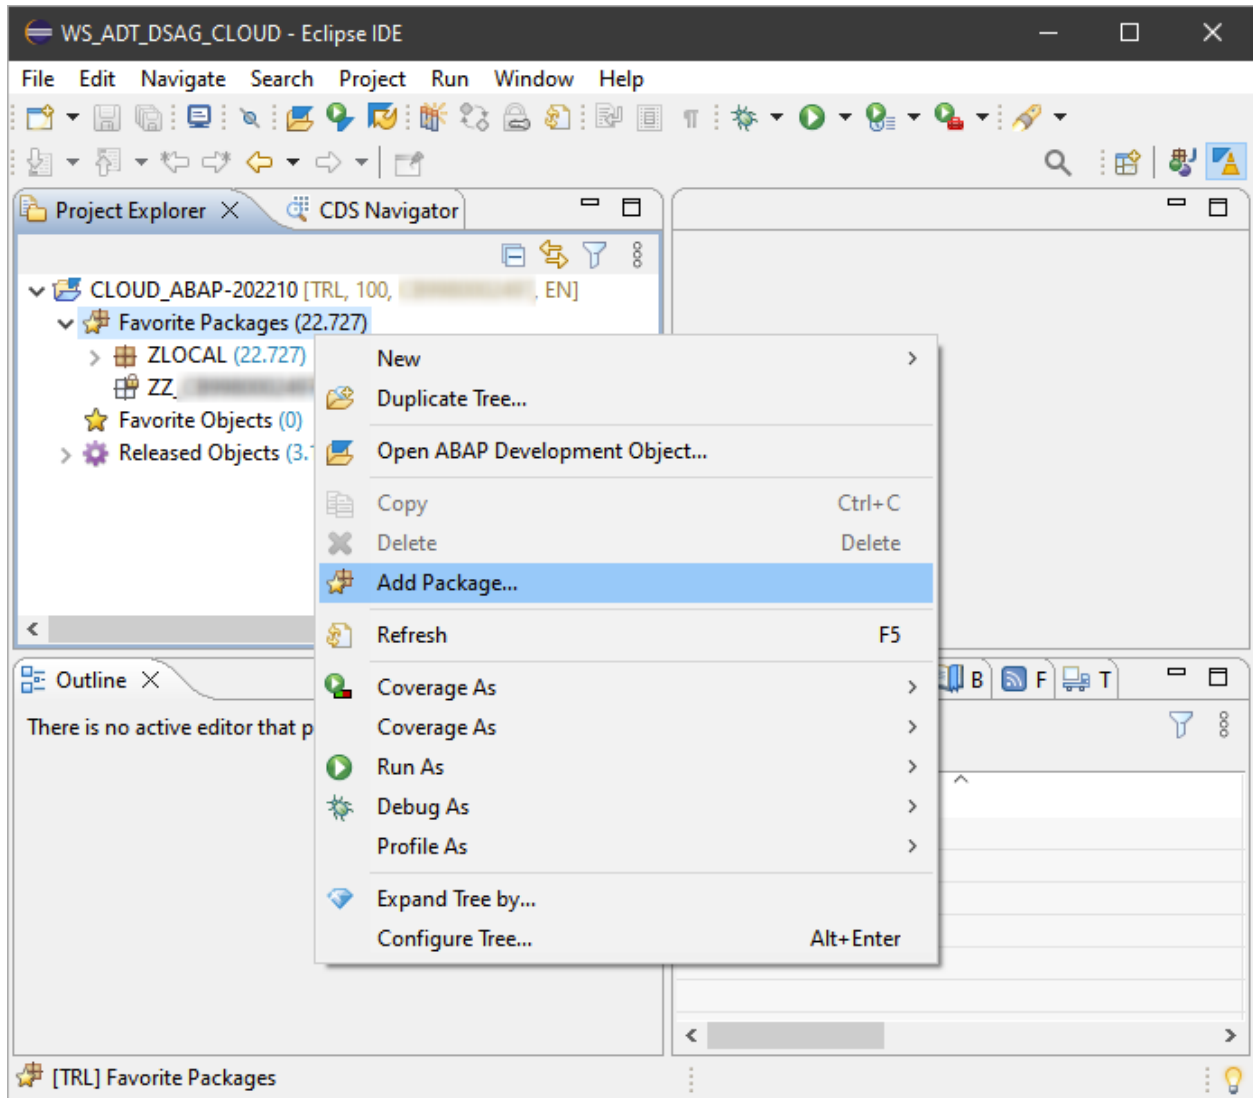 WS_ADT_DSAG_CLOUD - Eclipse IDE
File Edit Navigate Search Project Run Window Help
Project Explorer CDS Navigator
CLOUD_ABAP-202210 [TRL, 100, , EN]
Favorite Packages (22.727)
ZLOCAL (22.727)
ZZ_
Favorite Objects (0)
Released Objects (3.
New
Duplicate Tree...
Open ABAP Development Object...
Copy Ctrl+C
Delete Delete
Add Package...
Refresh F5
Coverage As
Coverage As
Run As
Debug As
Profile As
Expand Tree by...
Configure Tree... Alt+Enter
Outline
There is no active editor that p
B F T
[TRL] Favorite Packages